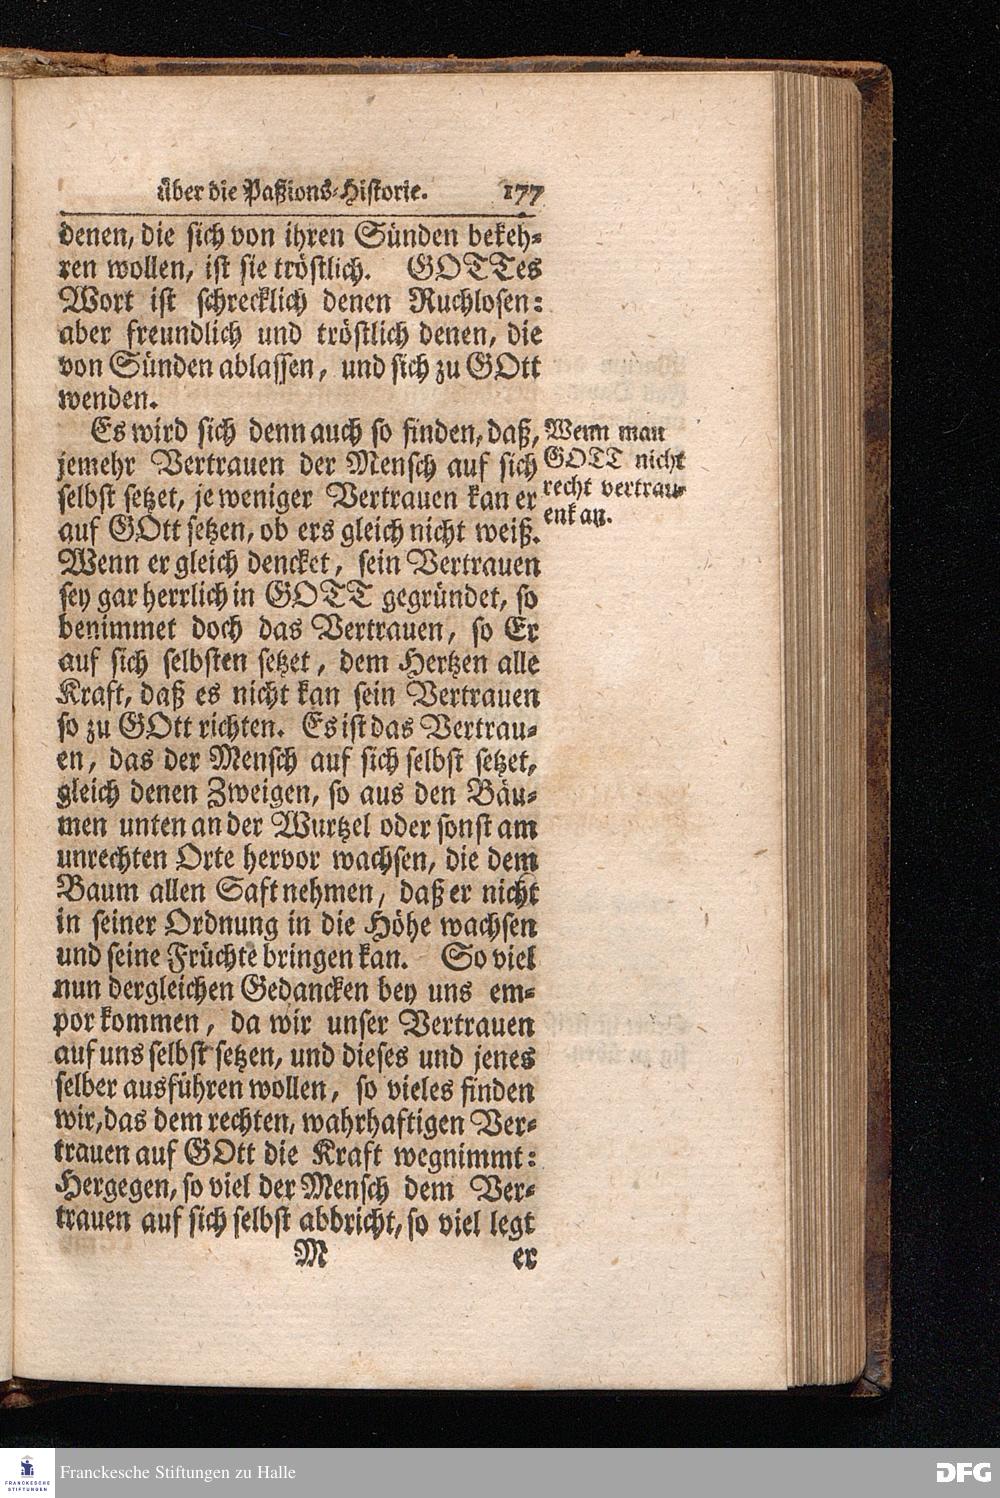 über die Paßions-Historie. 177
denen, die sich von ihren Sünden bekeh-
ren wollen, ist sie tröstlich. GOTTes
Wort ist schrecklich denen Ruchlosen:
aber freundlich und tröstlich denen, die
von Sünden ablassen, und sich zu GOtt
wenden.
Es wird sich denn auch so finden, daß,
jemehr Vertrauen der Mensch auf sich
selbst setzet, je weniger Vertrauen kan er
auf GOtt setzen, ob ers gleich nicht weiß.
Wenn er gleich dencket, sein Vertrauen
sey gar herrlich in GOTT gegründet, so
benimmet doch das Vertrauen, so Er
auf sich selbsten setzet, dem Hertzen alle
Kraft, daß es nicht kan sein Vertrauen
so zu GOtt richten. Es ist das Vertrau-
en, das der Mensch auf sich selbst setzet,
gleich denen Zweigen, so aus den Bäu-
men unten an der Wurtzel oder sonst am
unrechten Orte hervor wachsen, die dem
Baum allen Saft nehmen, daß er nicht
in seiner Ordnung in die Höhe wachsen
und seine Früchte bringen kan. So viel
nun dergleichen Gedancken bey uns em-
por kommen, da wir unser Vertrauen
auf uns selbst setzen, und dieses und jenes
selber ausführen wollen, so vieles finden
wir, das dem rechten, wahrhaftigen Ver-
trauen auf GOtt die Kraft wegnimmt:
Hergegen, so viel der Mensch dem Ver-
trauen auf sich selbst abbricht, so viel legt
M er
Wenn man
GOTT nicht
recht vertrau-
en kan.
FRANCKESCHE
STIFTUNGEN
Franckesche Stiftungen zu Halle
DFG